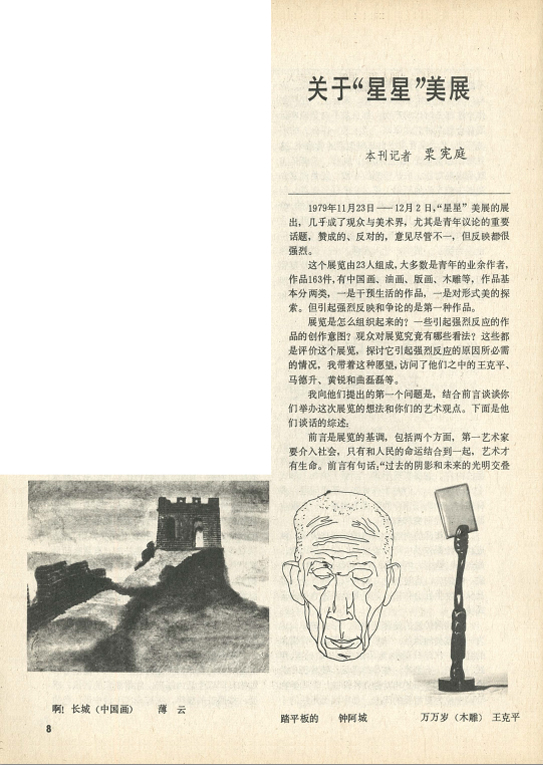 关于“星星”美展
本刊记者 栗宪庭
1979年11月23日——12月2日,“星星”美展的展
出，几乎成了观众与美术界，尤其是青年议论的重要
话题，赞成的、反对的，意见尽管不一，但反映都很
强烈。
这个展览由23人组成,大多数是青年的业余作者,
作品163件,有中国画、油画、版画、木雕等，作品基
本分两类，一是干预生活的作品，一是对形式美的探
索。但引起强烈反映和争论的是第一种作品。
展览是怎么组织起来的？一些引起强烈反应的作
品的创作意图？观众对展览究竟有哪些看法？这些都
是评价这个展览，探讨它引起强烈反应的原因所必需
的情况，我带着这种愿望,访问了他们之中的王克平、
马德升、黄锐和曲磊磊等。
我向他们提出的第一个问题是，结合前言谈谈你
们举办这次展览的想法和你们的艺术观点。下面是他
们谈话的综述：
前言是展览的基调，包括两个方面，第一艺术家
要介入社会，只有和人民的命运结合到一起，艺术才
有生命。前言有句话:“过去的阴影和未来的光明交叠
啊！长城（中国画） 薄 云
踏平板的 钟阿城
万万岁（木雕） 王克平
8